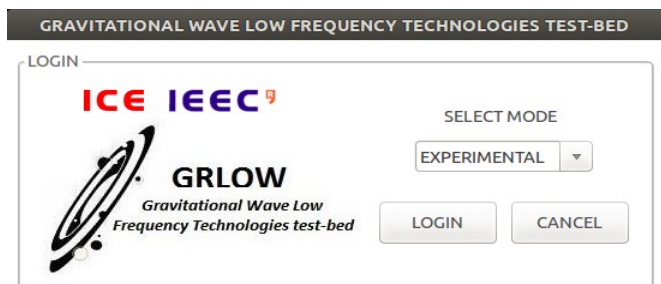 GRAVITATIONAL WAVE LOW FREQUENCY TECHNOLOGIES TEST-BED
LOGIN
ICE IEEC
GRLOW
Gravitational Wave Low
Frequency Technologies test-bed
SELECT MODE
EXPERIMENTAL
LOGIN
CANCEL